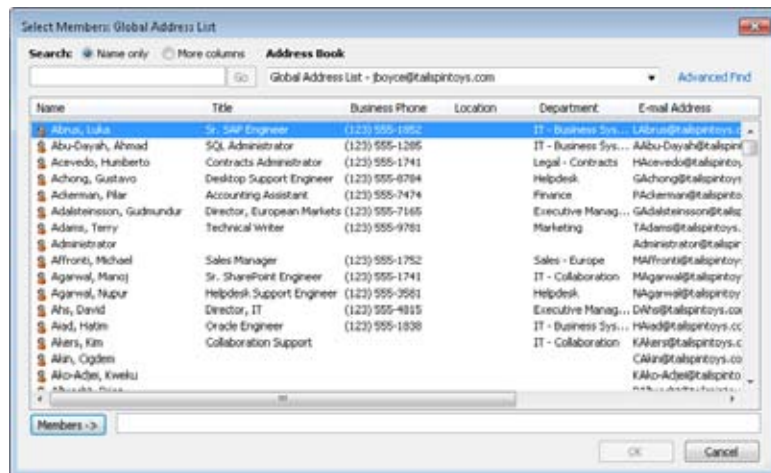 Select Members: Global Address List
Search: Name only More columns Address Book
Go Global Address List - jboyce@tailspintoys.com Advanced Find
Name Title Business Phone Location Department E-mail Address
Abrus, Luka Sr. SAP Engineer (123) 555-1852 IT - Business Sys... LAbrus@tailspintoys.c
Abu-Dayah, Ahmad SQL Administrator (123) 555-1285 IT - Business Sys... AAbu-Dayah@tailspin
Acevedo, Humberto Contracts Administrator (123) 555-1741 Legal - Contracts HAcevedo@tailspintoy
Achong, Gustavo Desktop Support Engineer (123) 555-8784 Helpdesk GAchong@tailspintoys
Ackerman, Pilar Accounting Assistant (123) 555-7474 Finance PAckerman@tailspinto
Adalsteinsson, Gudmundur Director, European Markets (123) 555-7165 Executive Manag... GAdalsteinsson@tailsp
Adams, Terry Technical Writer (123) 555-9781 Marketing TAdams@tailspintoys.
Administrator Administrator@tailspin
Affronti, Michael Sales Manager (123) 555-1752 Sales - Europe MAffronti@tailspintoys
Agarwal, Manoj Sr. SharePoint Engineer (123) 555-1741 IT - Collaboration MAgarwal@tailspintoy
Agarwal, Nupur Helpdesk Support Engineer (123) 555-3581 Helpdesk NAgarwal@tailspintoy
Ahs, David Director, IT (123) 555-4815 Executive Manag... DAhs@tailspintoys.co
Aiad, Hatim Oracle Engineer (123) 555-1838 IT - Business Sys... HAiad@tailspintoys.cc
Akers, Kim Collaboration Support IT - Collaboration KAkers@tailspintoys.c
Akin, Cigdem CAkin@tailspintoys.co
Ako-Adjei, Kweku KAko-Adjei@tailspinto
Members ->
OK Cancel